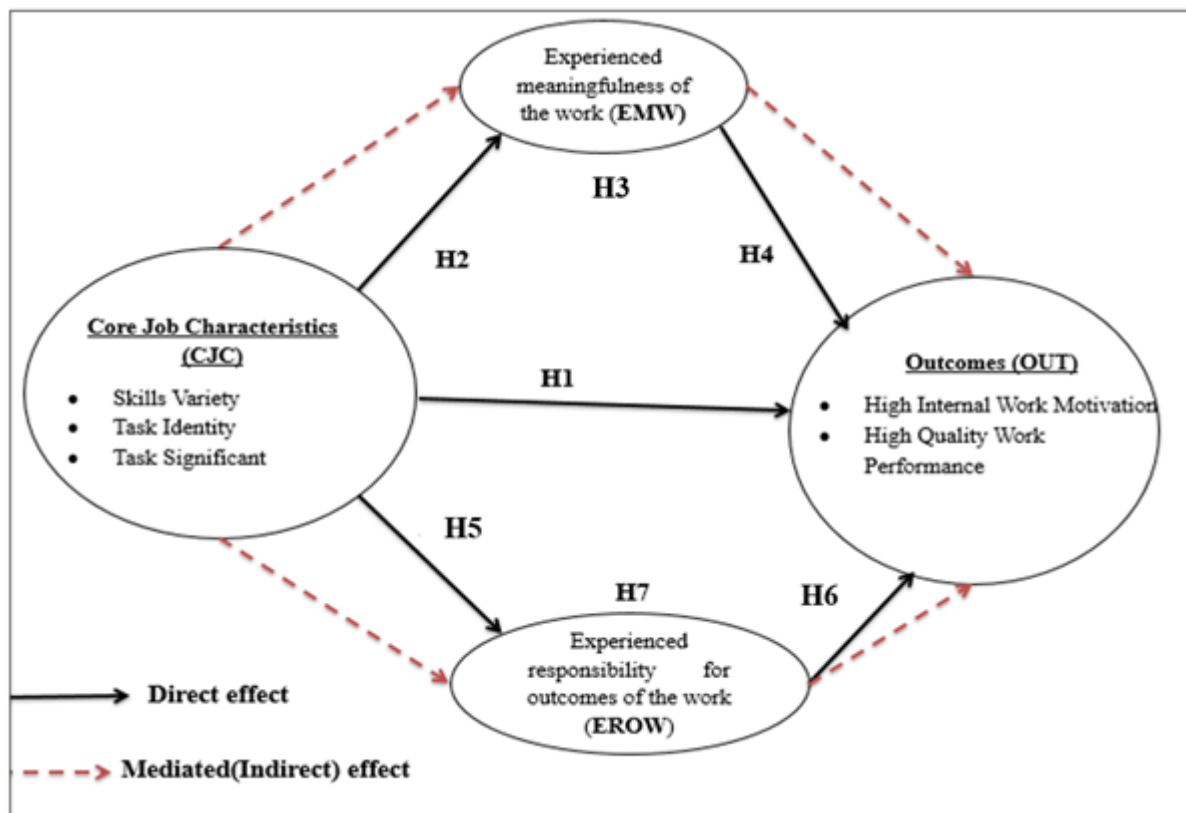 Experienced
meaningfulness of
the work (EMW)
H3
H2
H4
Core Job Characteristics
(CJC)
• Skills Variety
• Task Identity
• Task Significant
H1
Outcomes (OUT)
• High Internal Work Motivation
• High Quality Work
Performance
H5
H7
H6
Experienced
responsibility for
outcomes of the work
(EROW)
Direct effect
Mediated(Indirect) effect